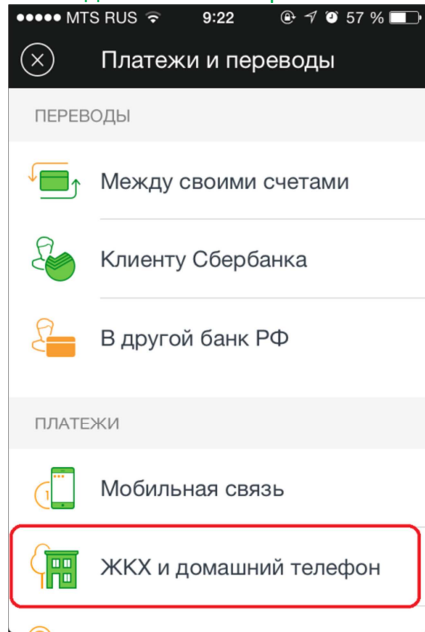 MTS RUS 9:22 57 %
Платежи и переводы
ПЕРЕВОДЫ
Между своими счетами
Клиенту Сбербанка
В другой банк РФ
ПЛАТЕЖИ
Мобильная связь
ЖКХ и домашний телефон